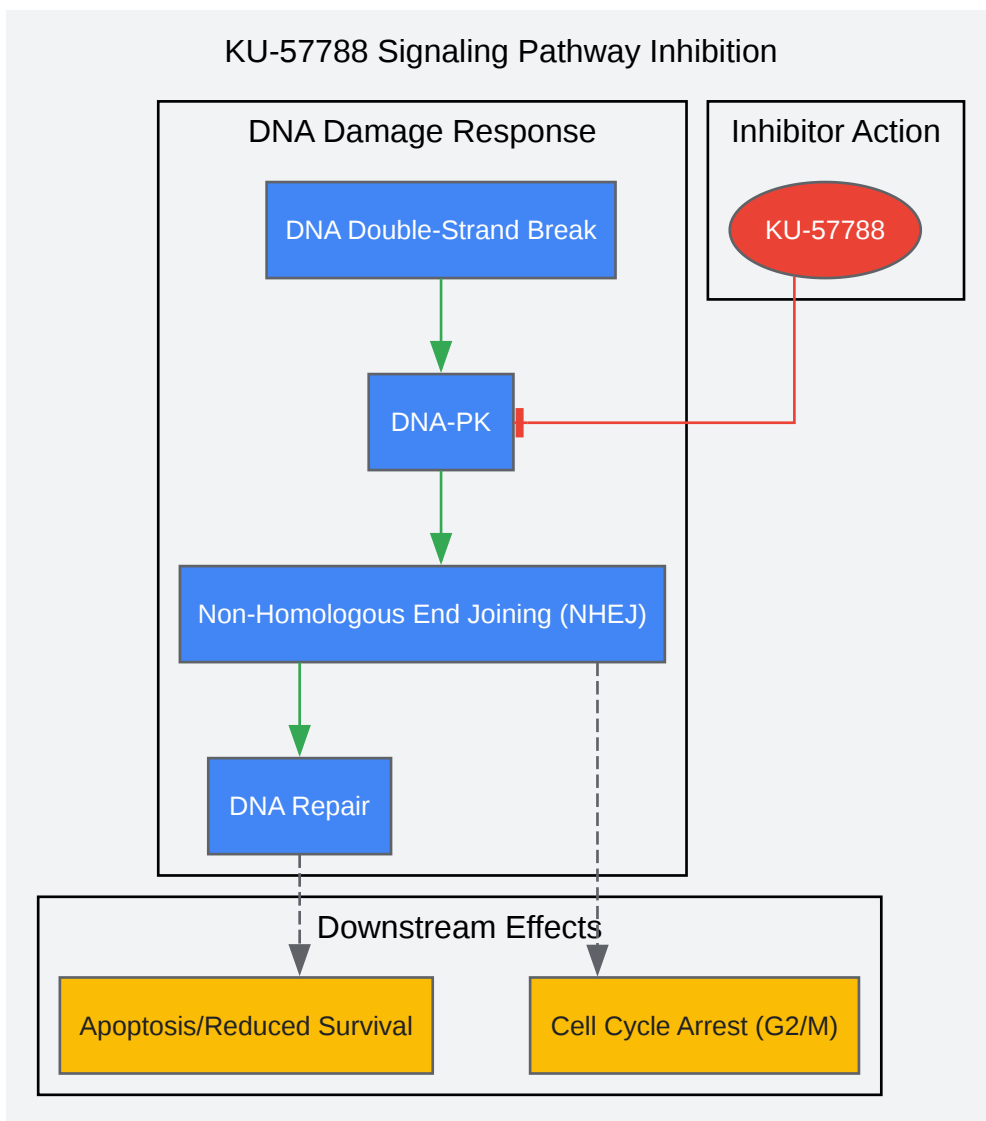 KU-57788 Signaling Pathway Inhibition
DNA Damage Response
Inhibitor Action
DNA Double-Strand Break
KU-57788
DNA-PK
Non-Homologous End Joining (NHEJ)
DNA Repair
Downstream Effects
Apoptosis/Reduced Survival
Cell Cycle Arrest (G2/M)